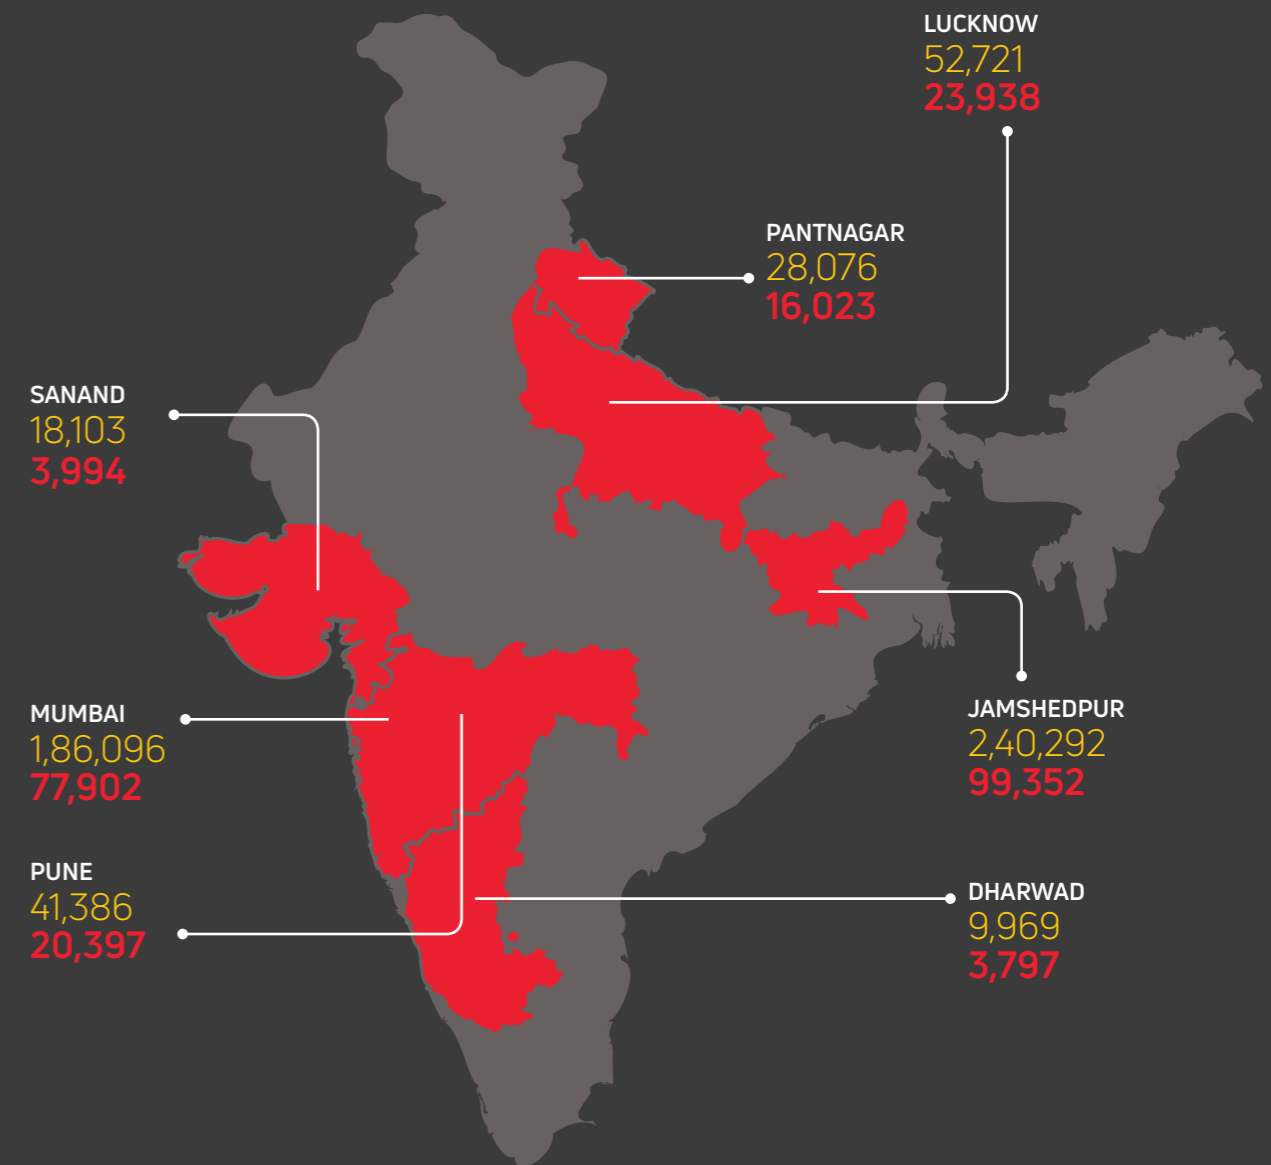 LUCKNOW
52,721
23,938
PANTNAGAR
28,076
16,023
SANAND
18,103
3,994
MUMBAI
1,86,096
77,902
JAMSHEDPUR
2,40,292
99,352
PUNE
41,386
20,397
DHARWAD
9,969
3,797